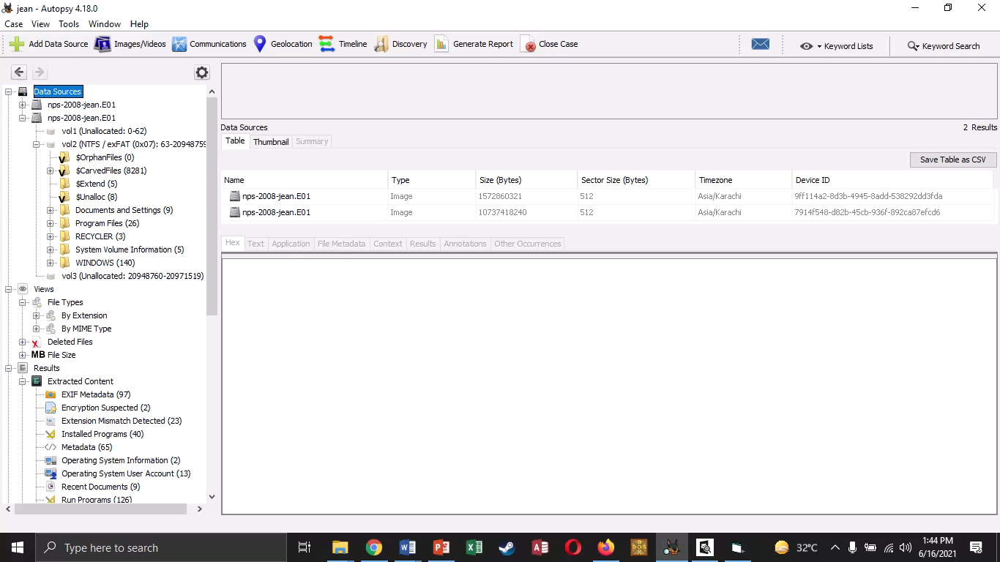 jean - Autopsy 4.18.0
Case View Tools Window Help
Add Data Source Images/Videos Communications Geolocation Timeline Discovery Generate Report Close Case Keyword Lists Keyword Search
Data Sources
nps-2008-jean.E01
nps-2008-jean.E01
vol1 (Unallocated: 0-62)
vol2 (NTFS / exFAT (0x07): 63-20948759
$OrphanFiles (0)
$CarvedFiles (8281)
$Extend (5)
$Unalloc (8)
Documents and Settings (9)
Program Files (26)
RECYCLER (3)
System Volume Information (5)
WINDOWS (140)
vol3 (Unallocated: 20948760-20971519)
Views
File Types
By Extension
By MIME Type
Deleted Files
MB File Size
Results
Extracted Content
EXIF Metadata (97)
Encryption Suspected (2)
Extension Mismatch Detected (23)
Installed Programs (40)
Metadata (65)
Operating System Information (2)
Operating System User Account (13)
Recent Documents (9)
Run Programs (126)
Data Sources 2 Results
Table Thumbnail Summary
Save Table as CSV
Name Type Size (Bytes) Sector Size (Bytes) Timezone Device ID
nps-2008-jean.E01 Image 1572860321 512 Asia/Karachi 9ff114a2-8d3b-4945-8add-538292dd3fda
nps-2008-jean.E01 Image 10737418240 512 Asia/Karachi 7914f548-d82b-45cb-936f-892ca87efcd6
Hex Text Application File Metadata Context Results Annotations Other Occurrences
Type here to search
32°C
1:44 PM
6/16/2021